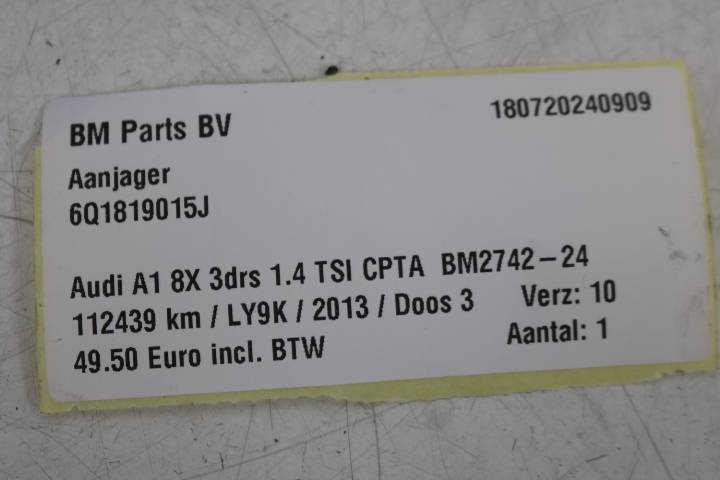 BM Parts BV 180720240909
Aanjager
6Q1819015J
Audi A1 8X 3drs 1.4 TSI CPTA BM2742-24
112439 km / LY9K / 2013 / Doos 3 Verz: 10
49.50 Euro incl. BTW Aantal: 1